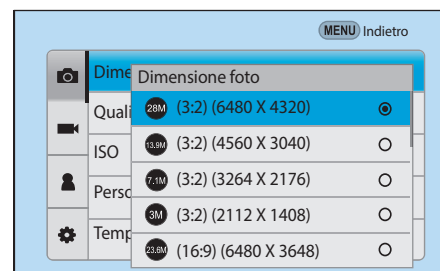 MENU Indietro
Dime
Dimensione foto
Quali
28M (3:2) (6480 X 4320)
ISO
13.9M (3:2) (4560 X 3040)
7.1M (3:2) (3264 X 2176)
Perso
3M (3:2) (2112 X 1408)
Temp
23.6M (16:9) (6480 X 3648)